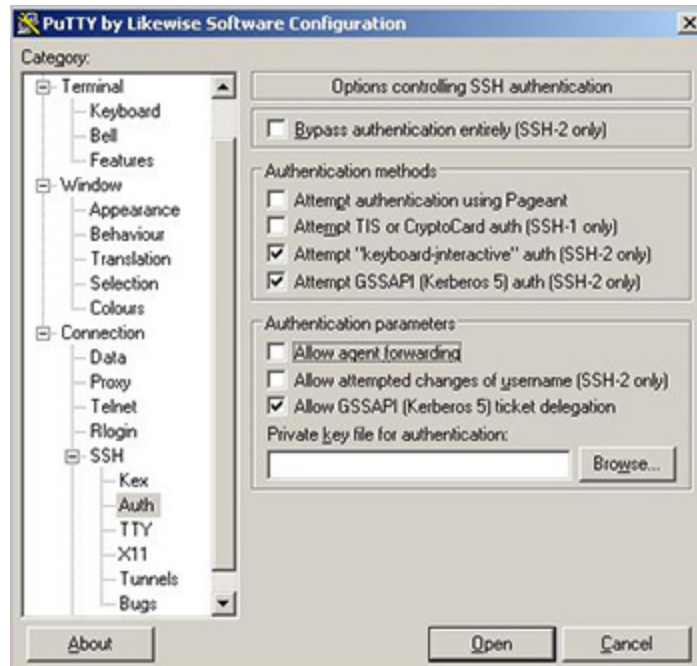 PuTTY by Likewise Software Configuration
Category:
Terminal
Keyboard
Bell
Features
Window
Appearance
Behaviour
Translation
Selection
Colours
Connection
Data
Proxy
Telnet
Rlogin
SSH
Kex
Auth
TTY
X11
Tunnels
Bugs
Options controlling SSH authentication
Bypass authentication entirely (SSH-2 only)
Authentication methods
Attempt authentication using Pageant
Attempt TIS or CryptoCard auth (SSH-1 only)
Attempt "keyboard-interactive" auth (SSH-2 only)
Attempt GSSAPI (Kerberos 5) auth (SSH-2 only)
Authentication parameters
Allow agent forwarding
Allow attempted changes of username (SSH-2 only)
Allow GSSAPI (Kerberos 5) ticket delegation
Private key file for authentication:
Browse...
About
Open
Cancel